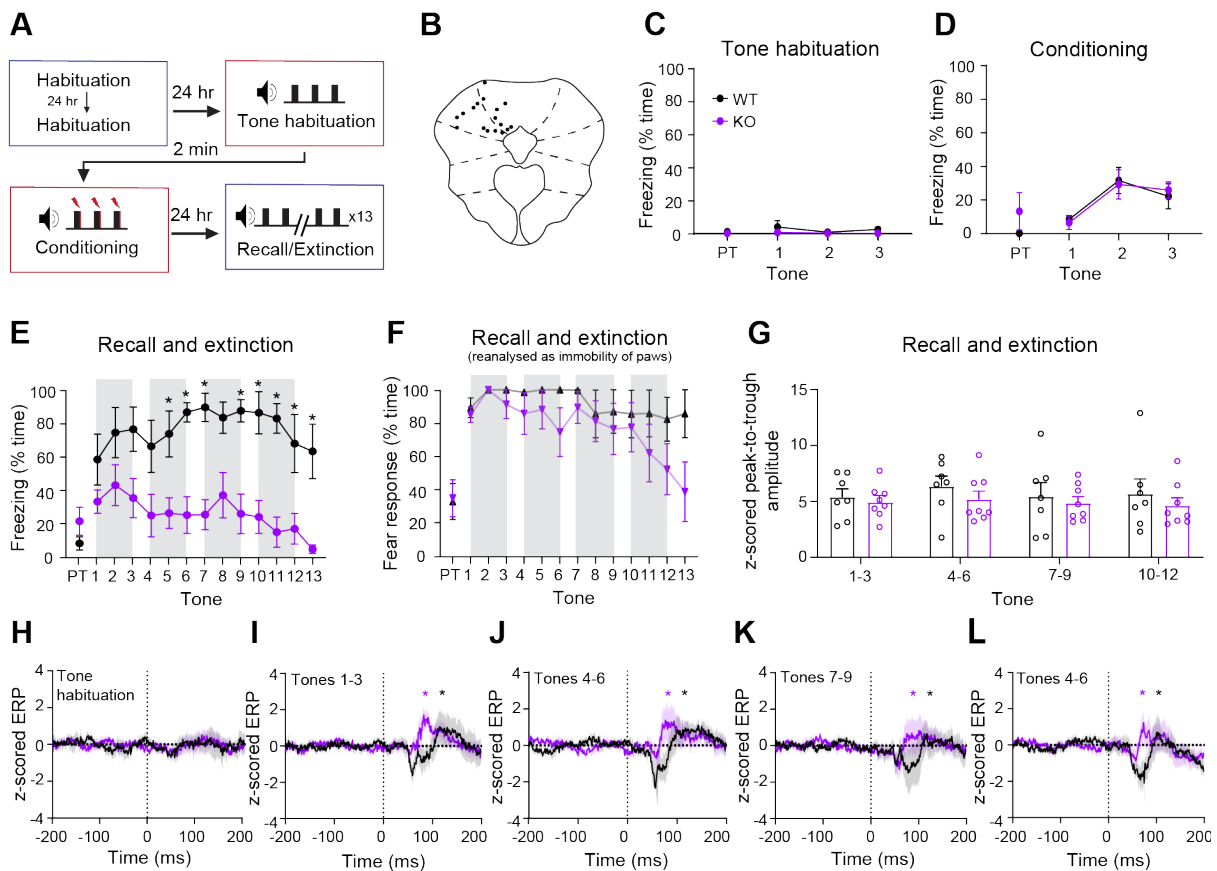 A
Habituation
24 hr
Habituation
24 hr
Tone habituation
2 min
Conditioning
24 hr
x13
Recall/Extinction
B
C
Tone habituation
Freezing (% time)
100
80
60
40
20
0
WT
KO
PT 1 2 3
Tone
D
Conditioning
Freezing (% time)
100
80
60
40
20
0
PT 1 2 3
Tone
E
Recall and extinction
Freezing (% time)
100
80
60
40
20
0
* * * * * * * *
PT 1 2 3 4 5 6 7 8 9 10 11 12 13
Tone
F
Recall and extinction
(reanalysed as immobility of paws)
Fear response (% time)
100
80
60
40
20
0
PT 1 2 3 4 5 6 7 8 9 10 11 12 13
Tone
G
Recall and extinction
z-scored peak-to-trough
amplitude
15
10
5
0
1-3 4-6 7-9 10-12
Tone
H
Tone
habituation
z-scored ERP
4
2
0
-2
-4
-200 -100 0 100 200
Time (ms)
I
Tones 1-3
* *
z-scored ERP
4
2
0
-2
-4
-200 -100 0 100 200
Time (ms)
J
Tones 4-6
* *
z-scored ERP
4
2
0
-2
-4
-200 -100 0 100 200
Time (ms)
K
Tones 7-9
* *
z-scored ERP
4
2
0
-2
-4
-200 -100 0 100 200
Time (ms)
L
Tones 4-6
* *
z-scored ERP
4
2
0
-2
-4
-200 -100 0 100 200
Time (ms)